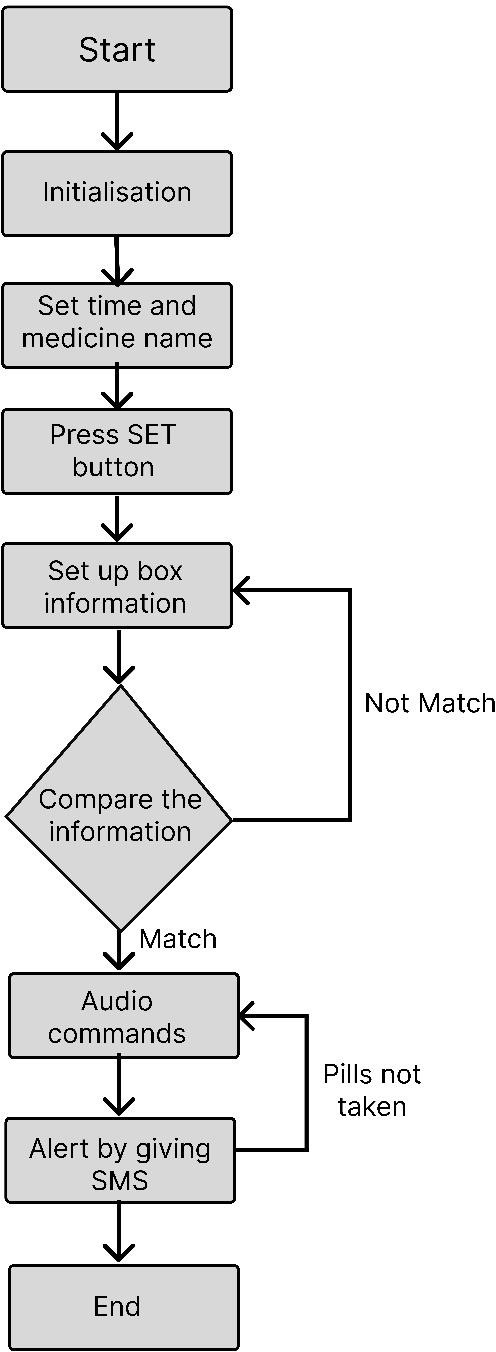 Start
Initialisation
Set time and
medicine name
Press SET
button
Set up box
information
Not Match
Compare the
information
Match
Audio
commands
Pills not
taken
Alert by giving
SMS
End